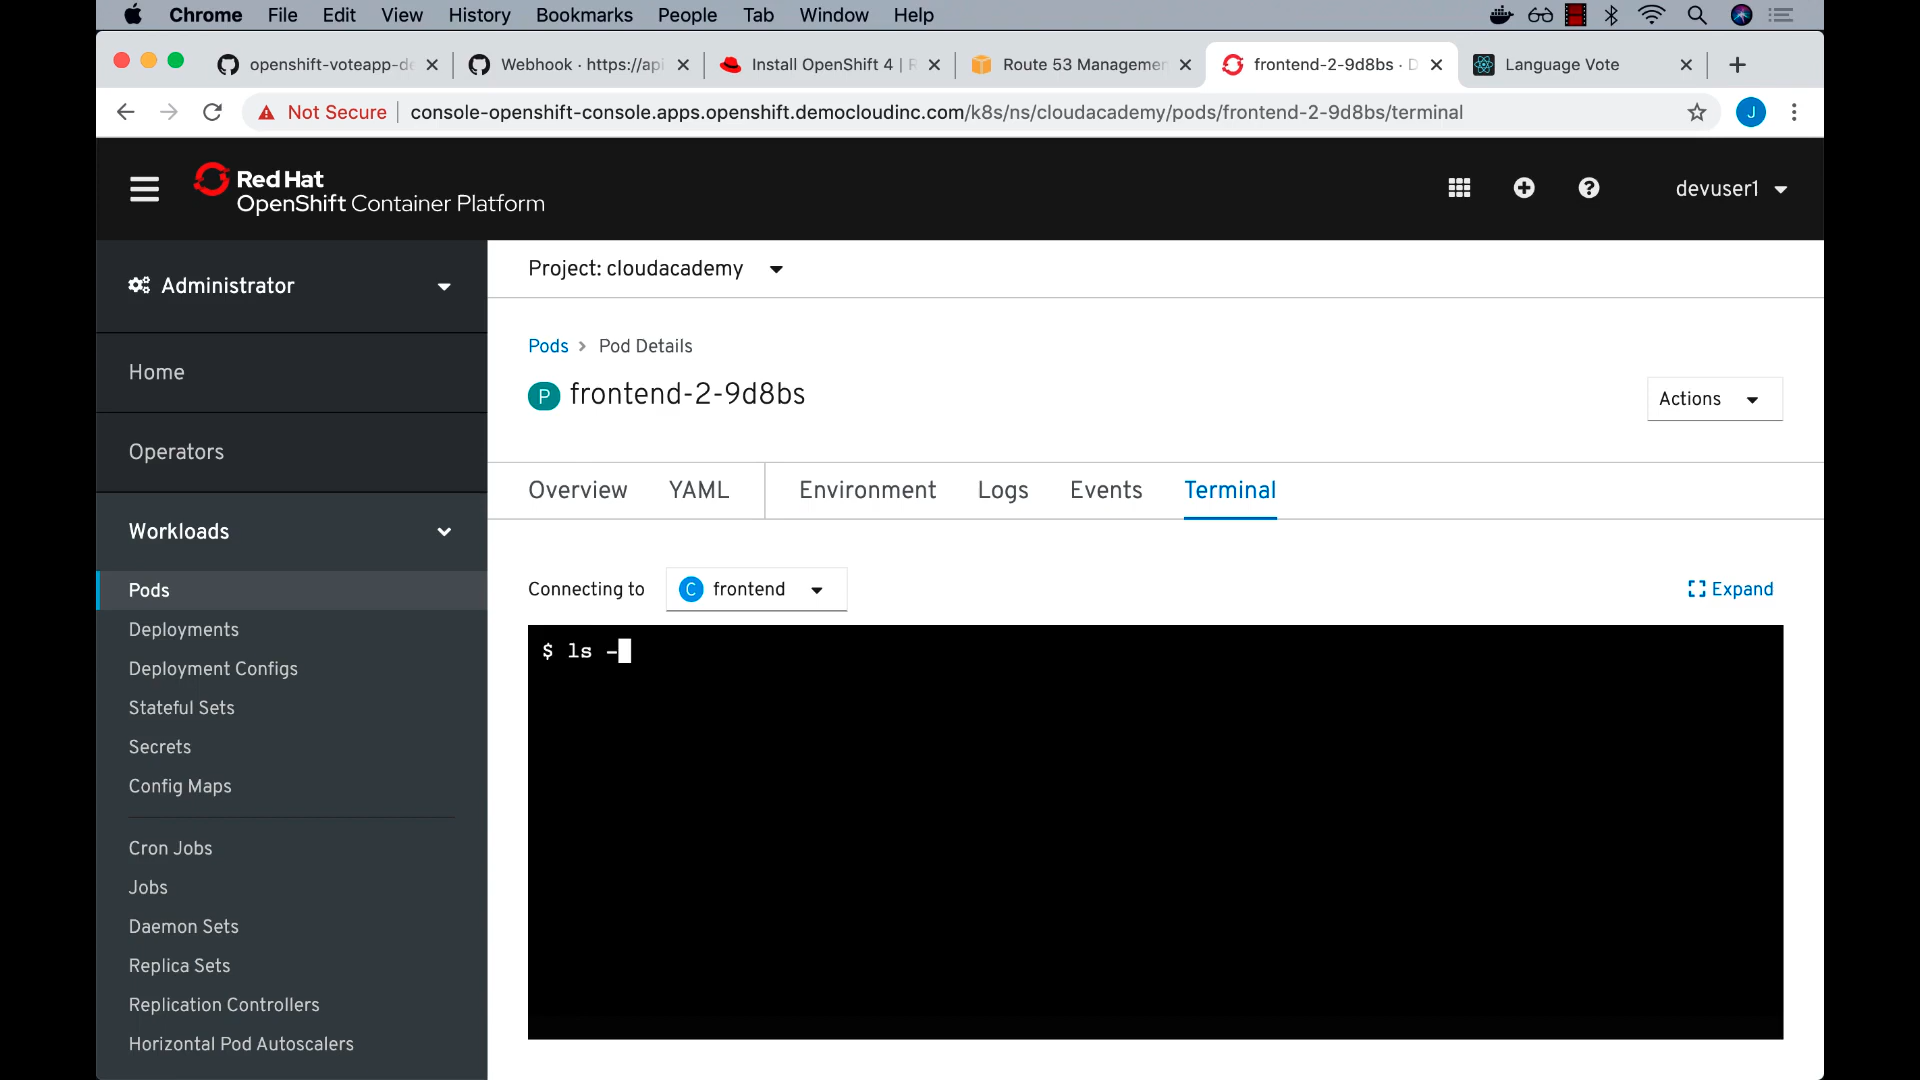 Chrome File Edit View History Bookmarks People Tab Window Help
openshift-voteapp-de
Webhook · https://api
Install OpenShift 4 | R
Route 53 Managemen
frontend-2-9d8bs · D
Language Vote
Not Secure console-openshift-console.apps.openshift.democloudinc.com/k8s/ns/cloudacademy/pods/frontend-2-9d8bs/terminal
J
Red Hat
OpenShift Container Platform
devuser1
Administrator
Home
Operators
Workloads
Pods
Deployments
Deployment Configs
Stateful Sets
Secrets
Config Maps
Cron Jobs
Jobs
Daemon Sets
Replica Sets
Replication Controllers
Horizontal Pod Autoscalers
Project: cloudacademy
Pods > Pod Details
P frontend-2-9d8bs
Actions
Overview YAML Environment Logs Events Terminal
Connecting to C frontend
Expand
$ ls -